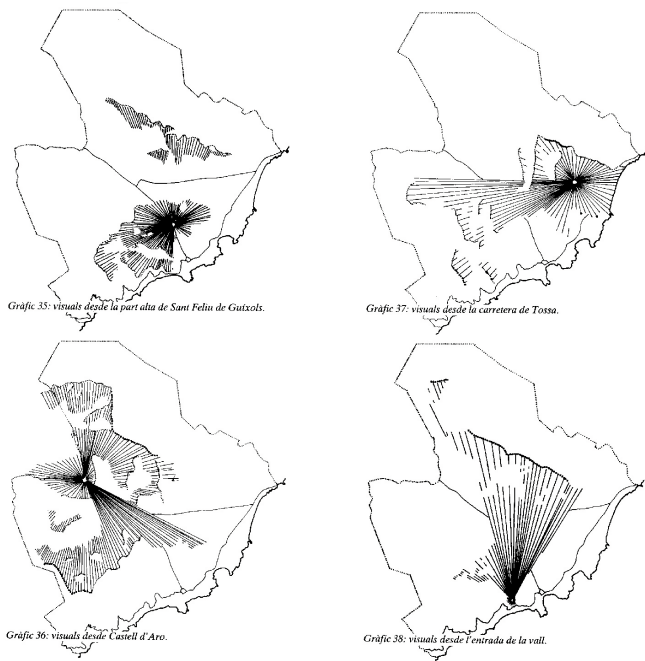 Gràfic 35: visuals desde la part alta de Sant Feliu de Guíxols.
Gràfic 37: visuals desde la carretera de Tossa.
Gràfic 36: visuals desde Castell d'Aro.
Gràfic 38: visuals desde l'entrada de la vall.